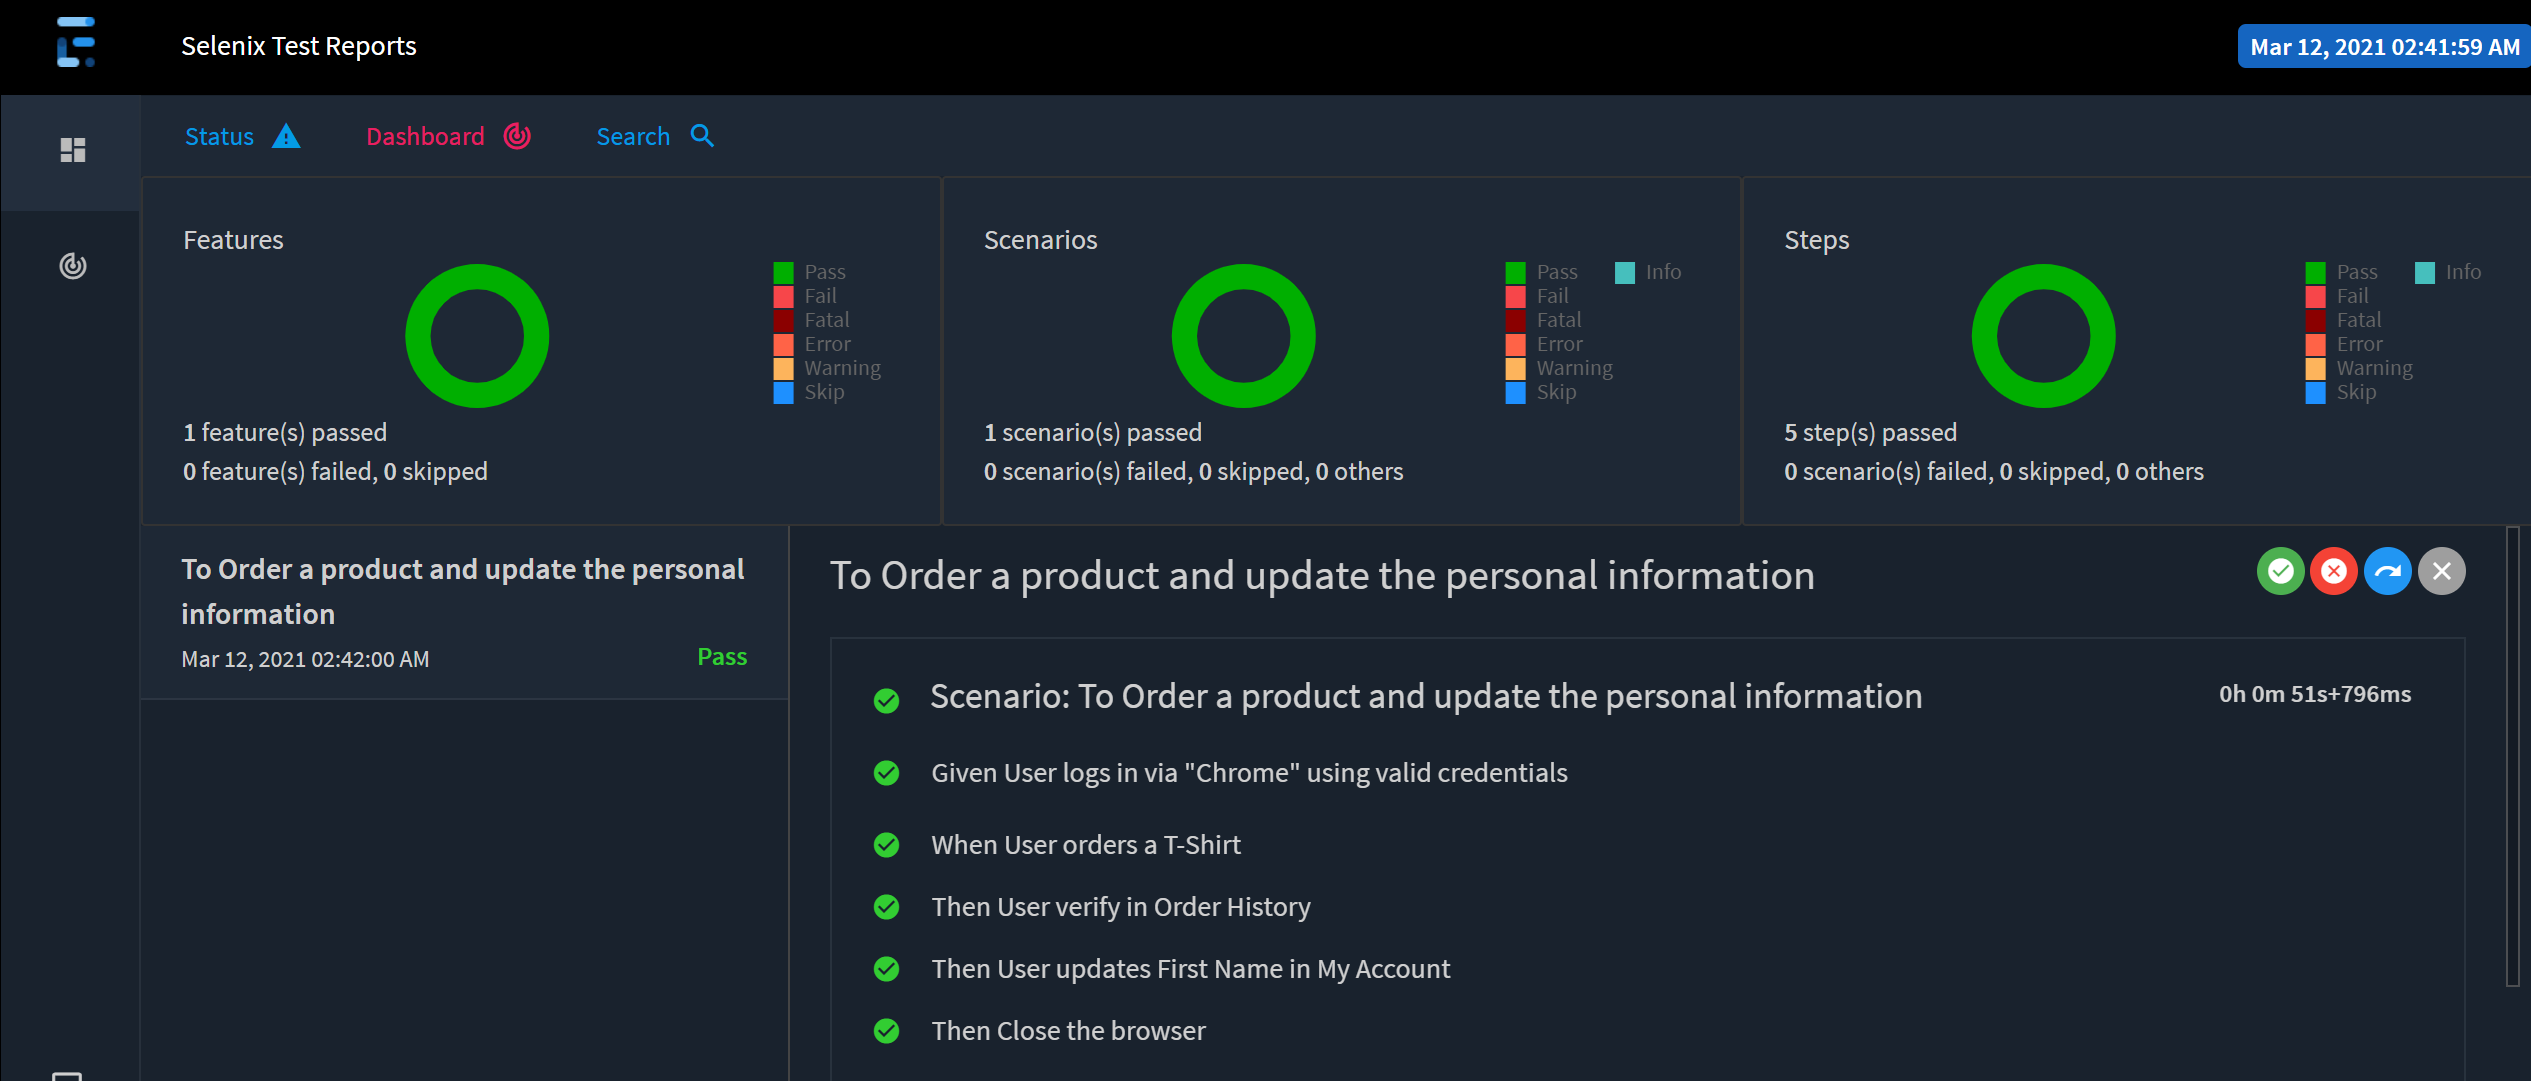 Selenix Test Reports
Mar 12, 2021 02:41:59 AM
Status
Dashboard
Search
Features
Pass
Fail
Fatal
Error
Warning
Skip
1 feature(s) passed
0 feature(s) failed, 0 skipped
Scenarios
Pass
Info
Fail
Fatal
Error
Warning
Skip
1 scenario(s) passed
0 scenario(s) failed, 0 skipped, 0 others
Steps
Pass
Info
Fail
Fatal
Error
Warning
Skip
5 step(s) passed
0 scenario(s) failed, 0 skipped, 0 others
To Order a product and update the personal
information
Mar 12, 2021 02:42:00 AM
Pass
To Order a product and update the personal information
Scenario: To Order a product and update the personal information
0h 0m 51s+796ms
Given User logs in via "Chrome" using valid credentials
When User orders a T-Shirt
Then User verify in Order History
Then User updates First Name in My Account
Then Close the browser